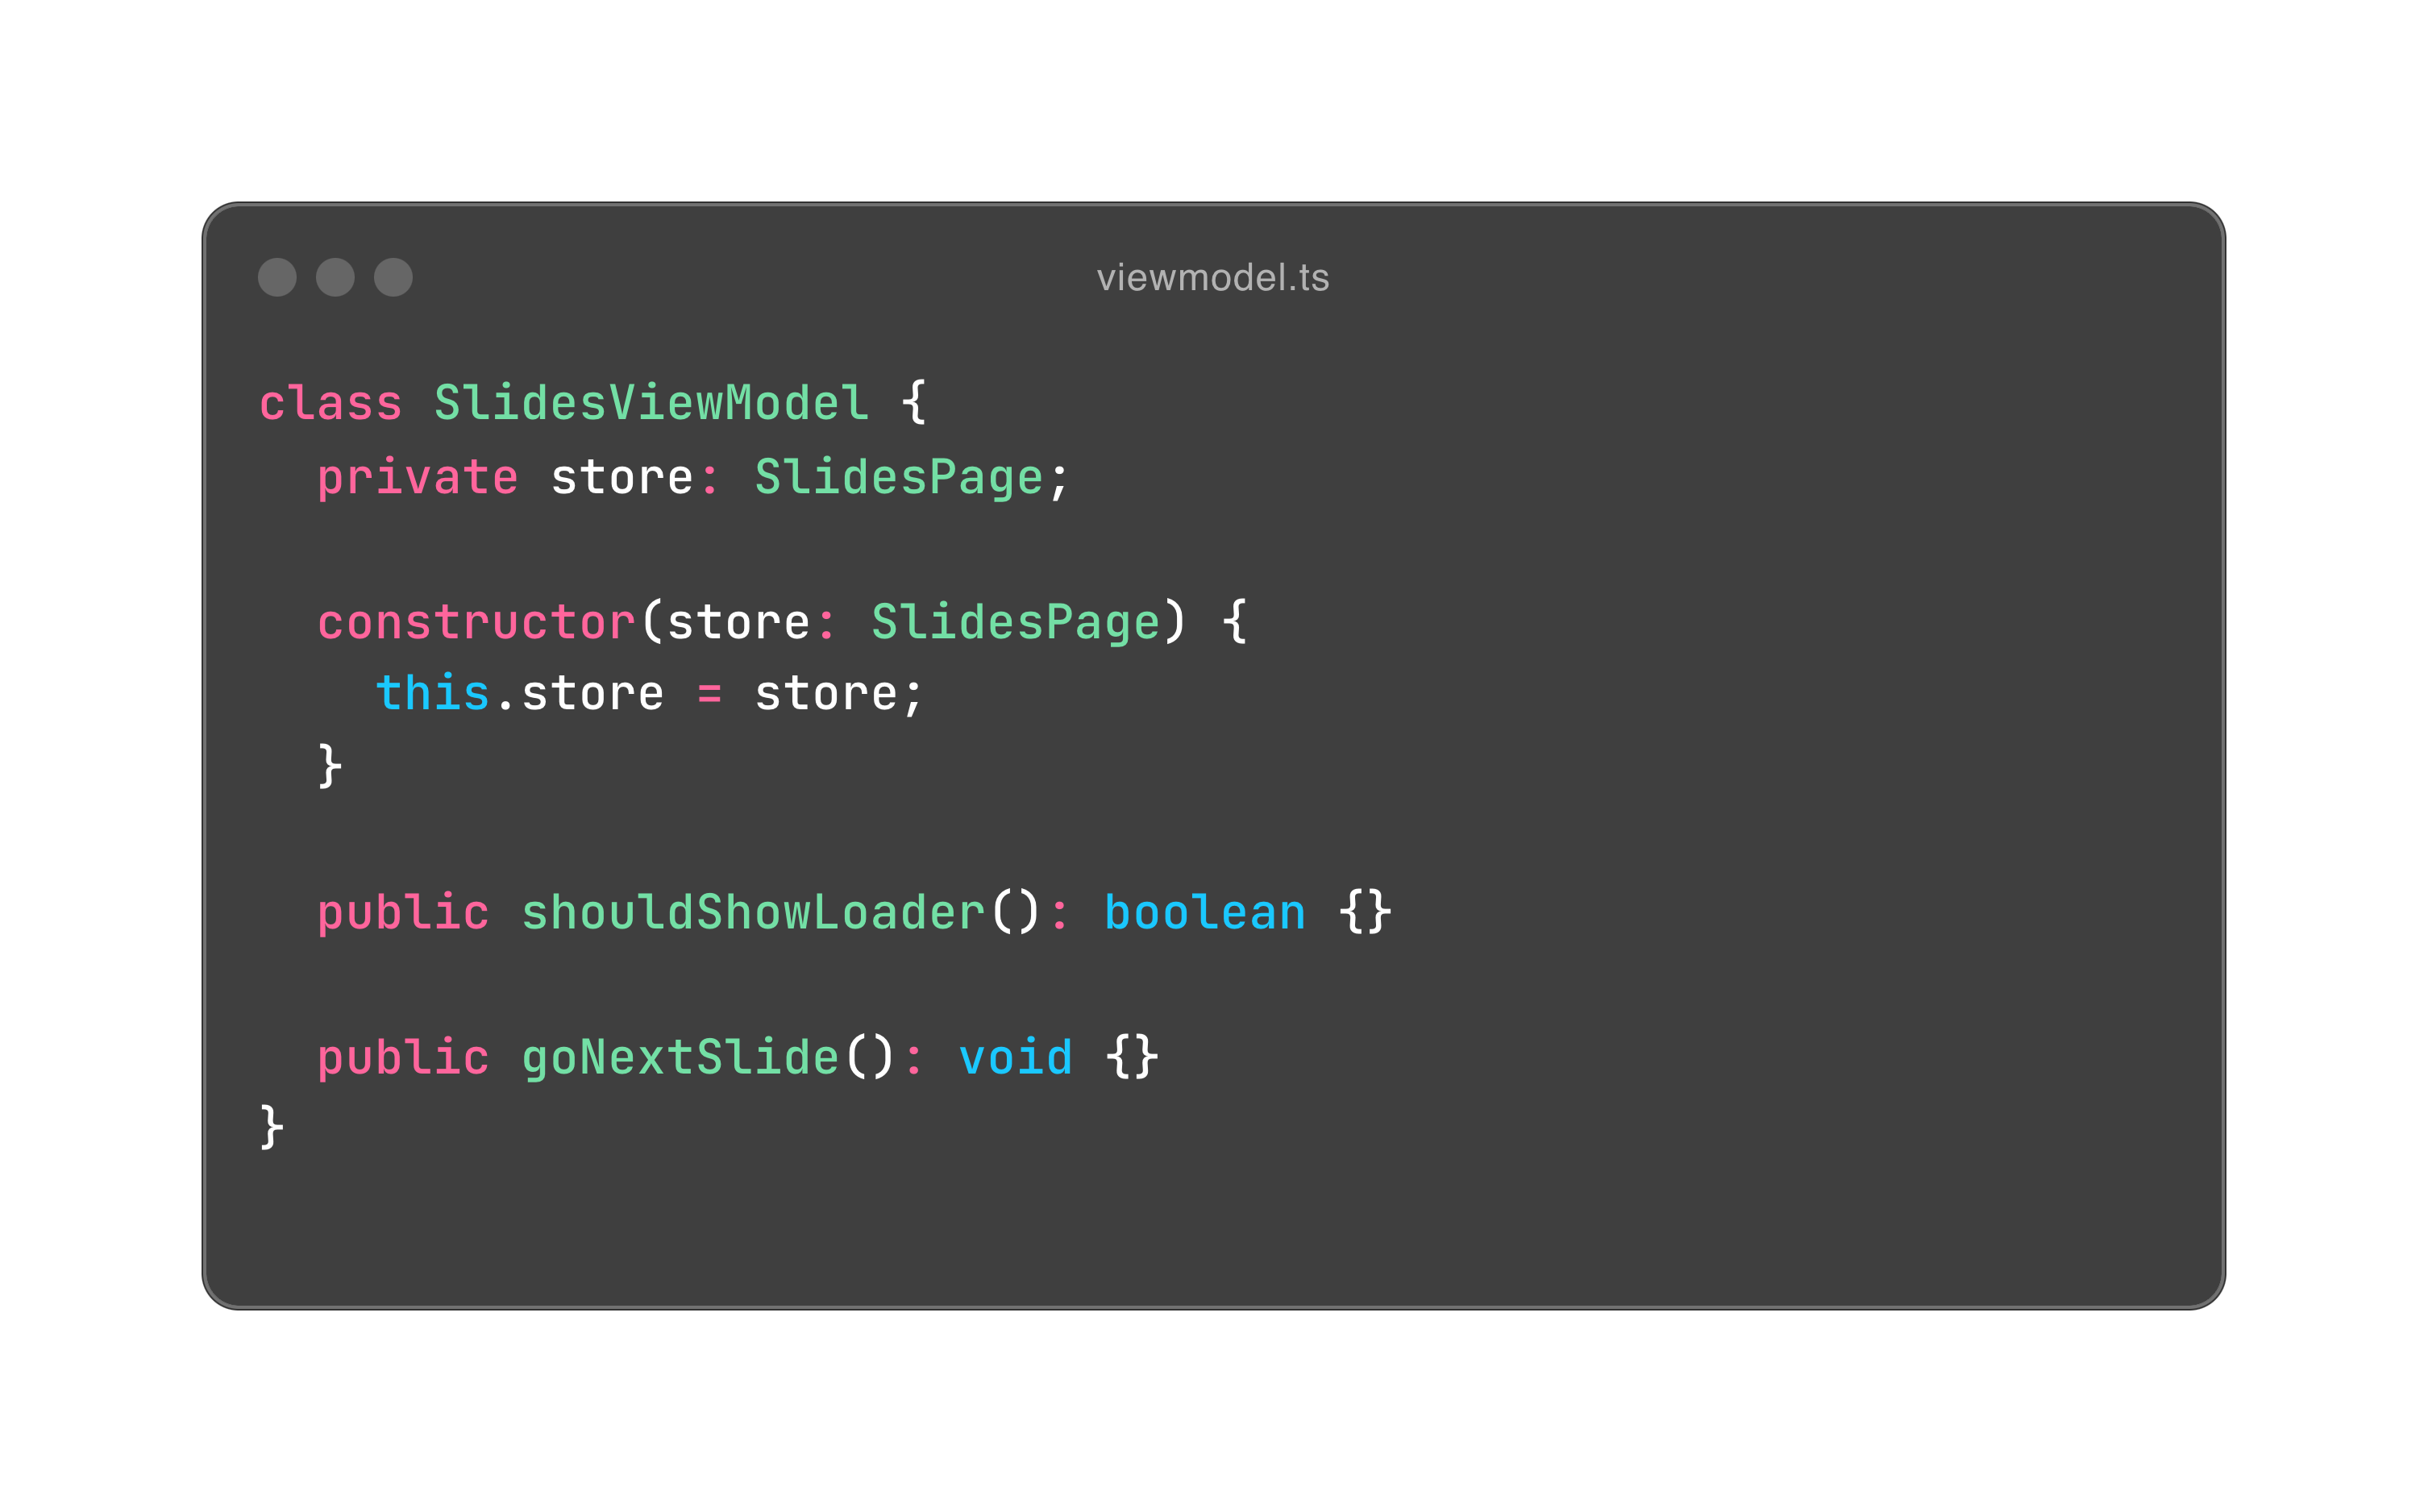 viewmodel.ts
class SlidesViewModel {
  private store: SlidesPage;
  constructor(store: SlidesPage) {
    this.store = store;
  }
  public shouldShowLoader(): boolean {}
  public goNextSlide(): void {}
}